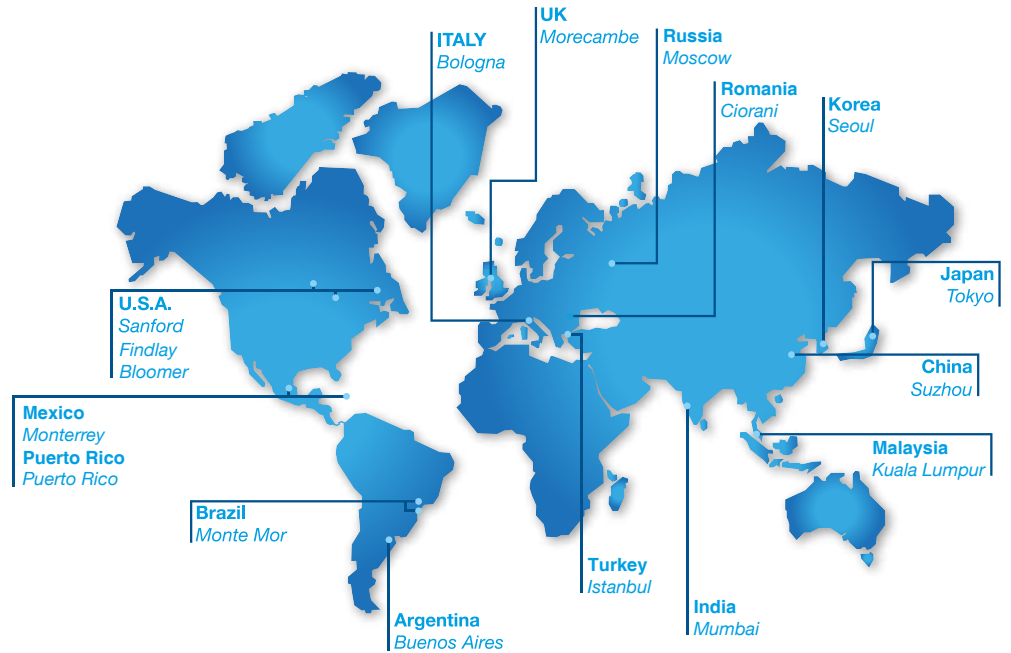 UK
Morecambe
ITALY
Bologna
Russia
Moscow
Romania
Ciorani
Korea
Seoul
Japan
Tokyo
U.S.A.
Sanford
Findlay
Bloomer
China
Suzhou
Mexico
Monterrey
Puerto Rico
Puerto Rico
Malaysia
Kuala Lumpur
Brazil
Monte Mor
Turkey
Istanbul
India
Mumbai
Argentina
Buenos Aires